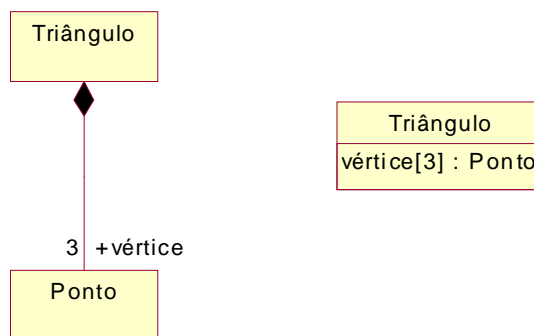 Triângulo
3 +vértice
Ponto
Triângulo
vértice[3] : Ponto